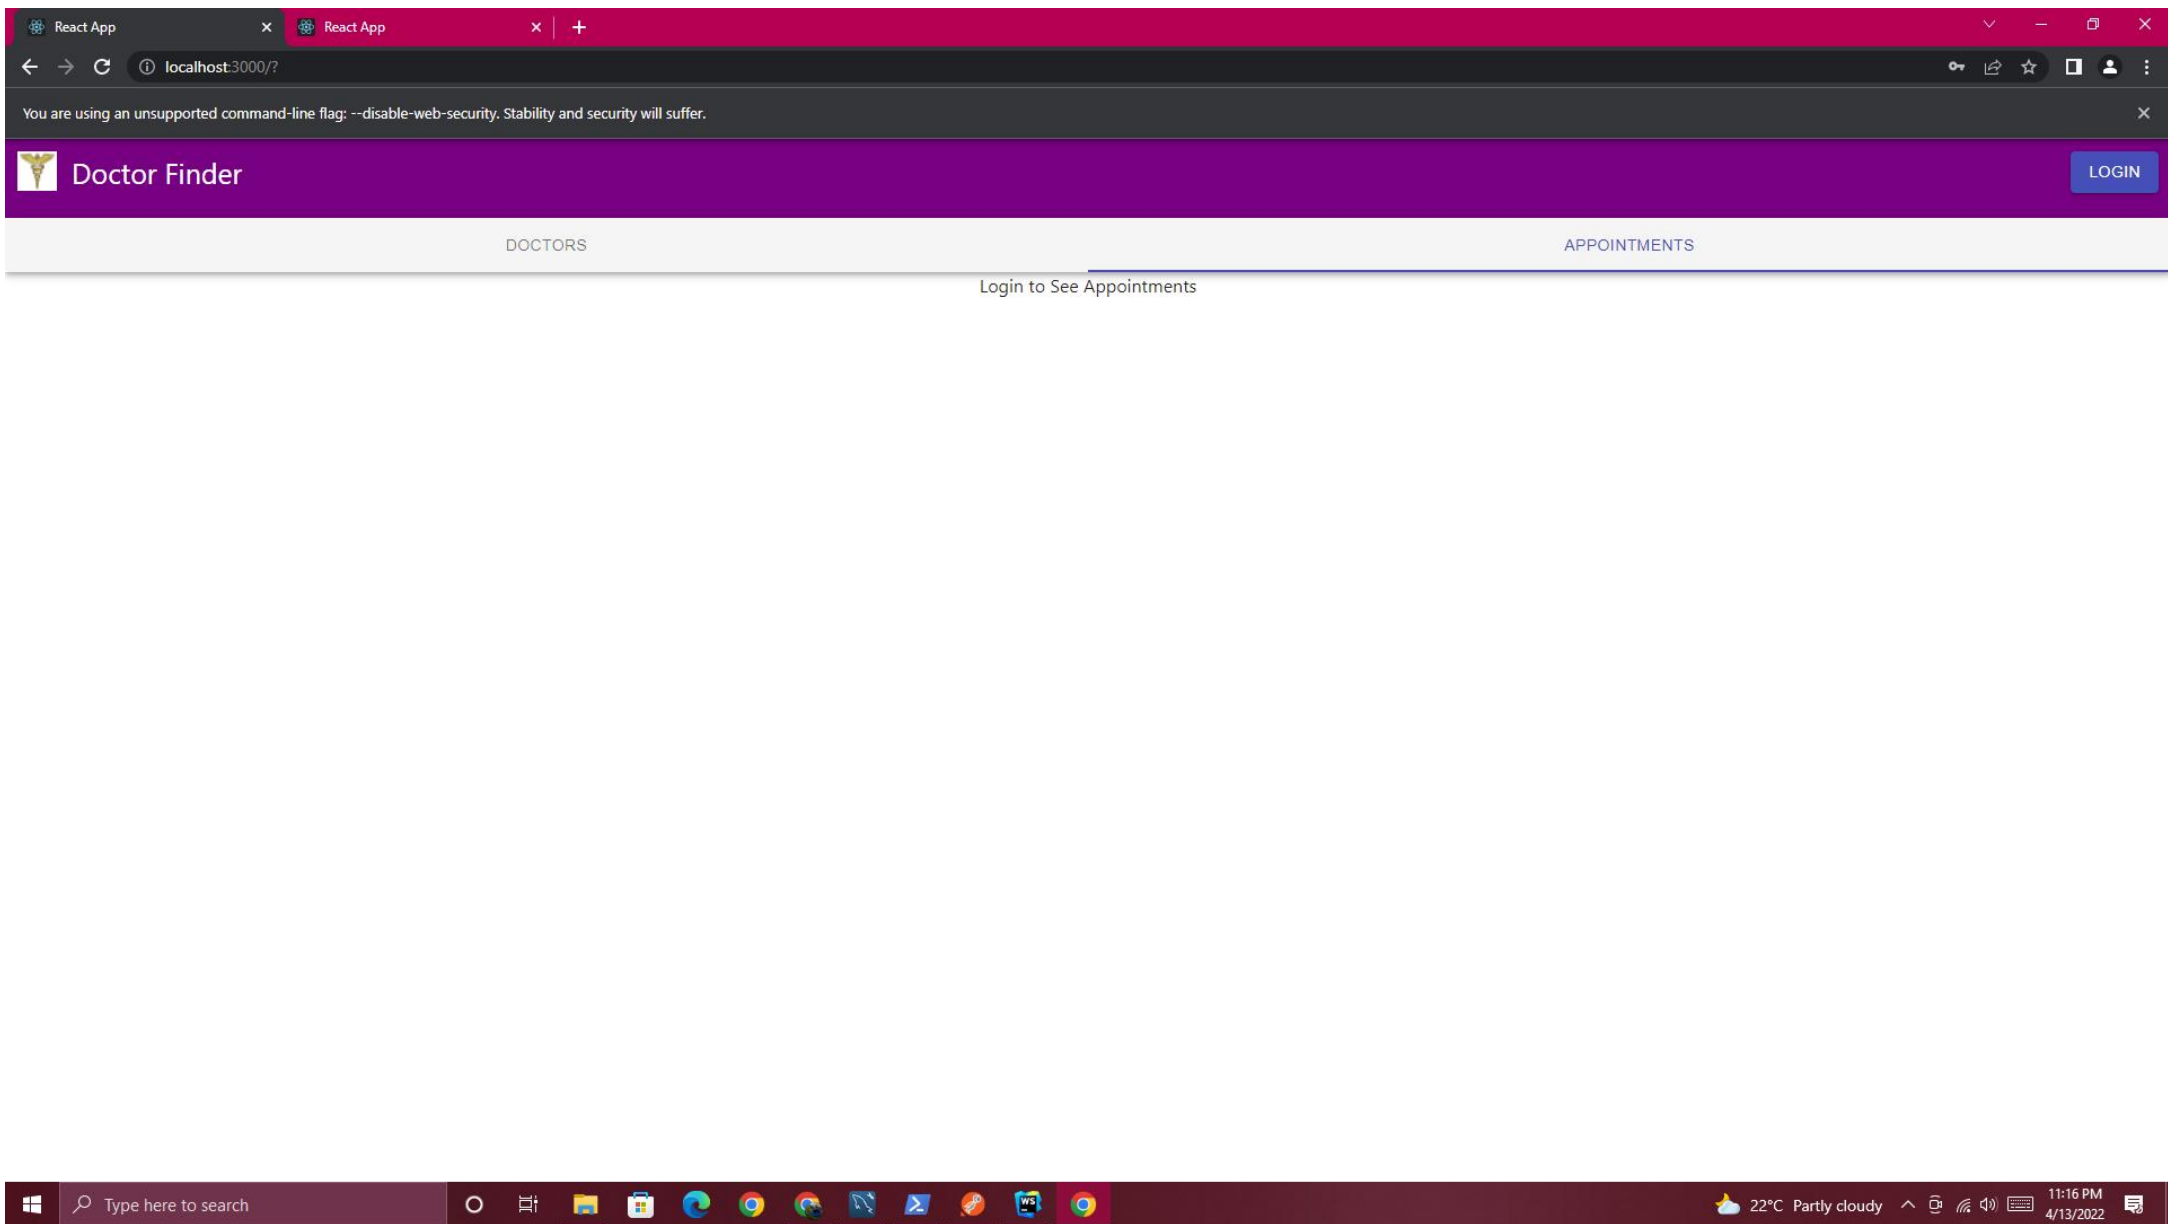 React App
React App
localhost:3000/?
You are using an unsupported command-line flag: --disable-web-security. Stability and security will suffer.
Doctor Finder
LOGIN
DOCTORS
APPOINTMENTS
Login to See Appointments
Type here to search
WS
22°C Partly cloudy
11:16 PM
4/13/2022